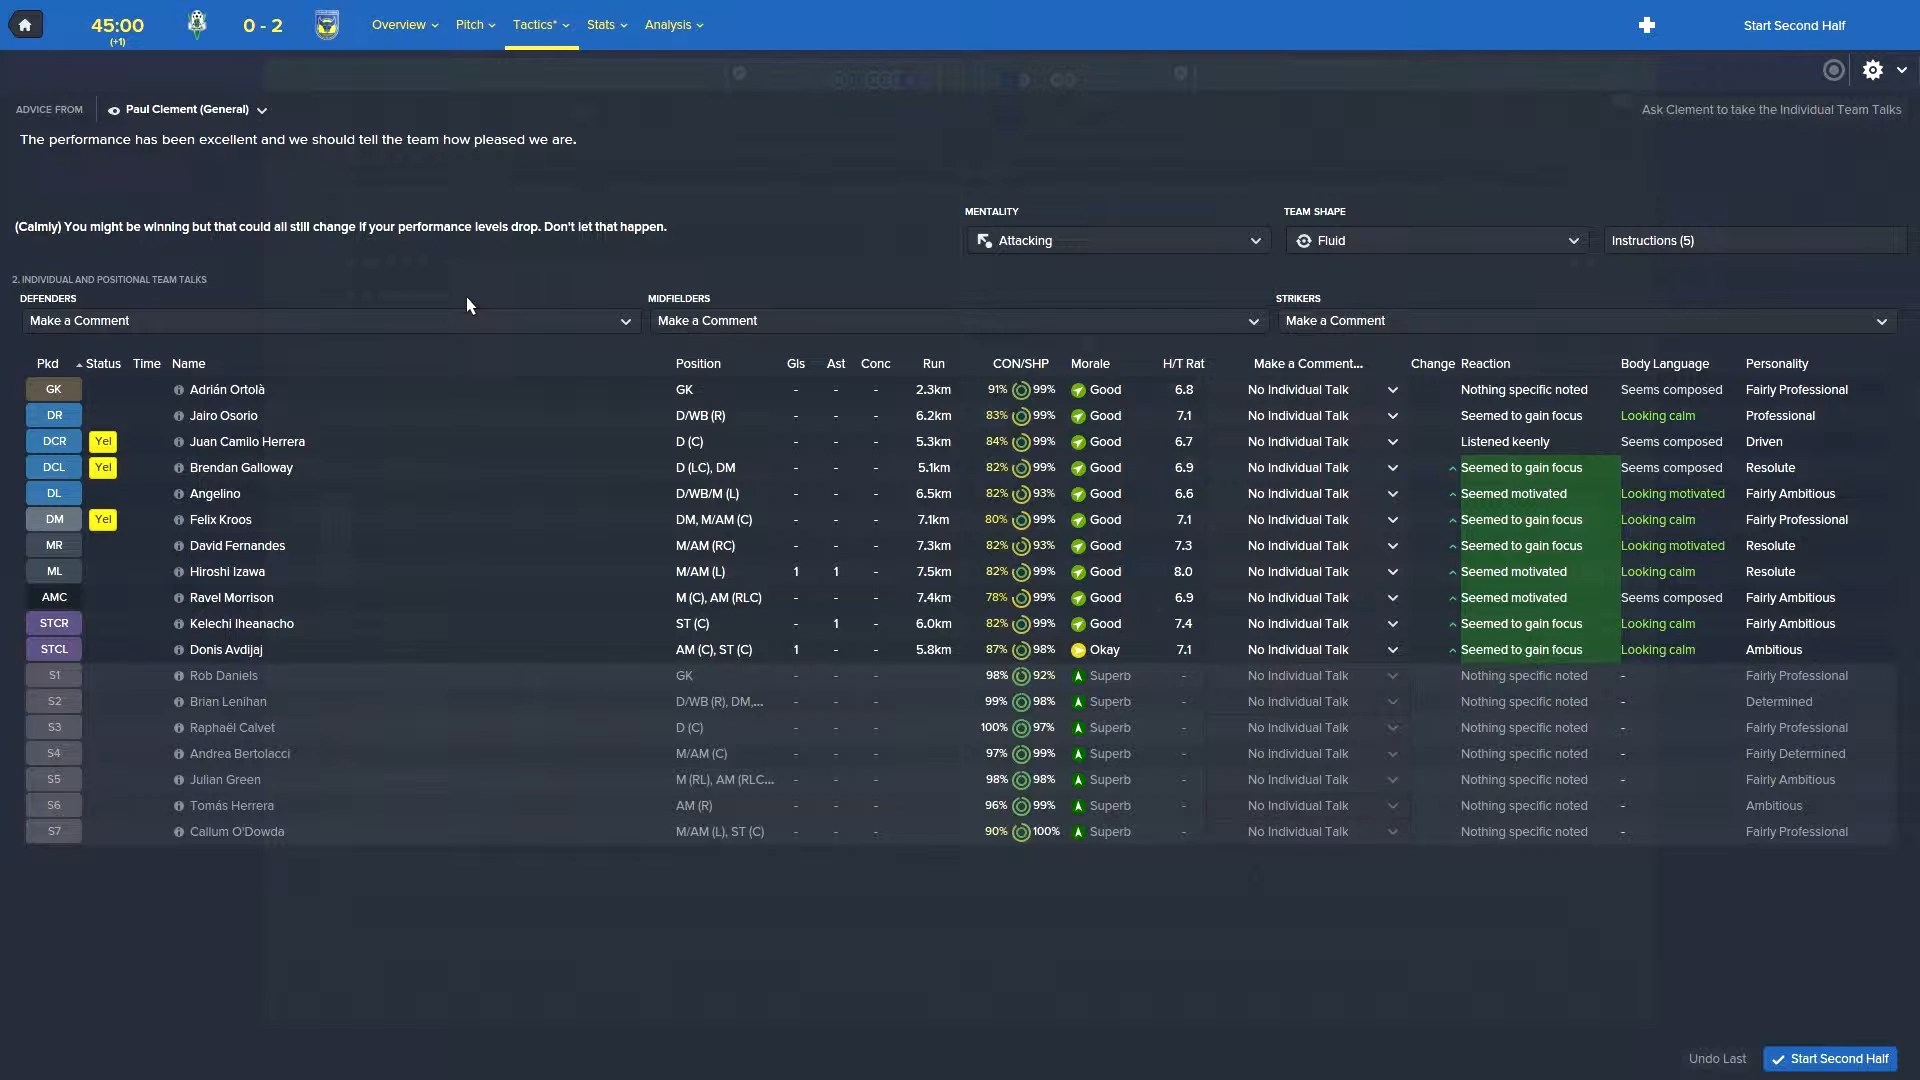 45:00
(+1)
0 - 2
Overview
Pitch
Tactics*
Stats
Analysis
Start Second Half
ADVICE FROM
Paul Clement (General)
Ask Clement to take the Individual Team Talks
The performance has been excellent and we should tell the team how pleased we are.
MENTALITY
TEAM SHAPE
(Calmly) You might be winning but that could all still change if your performance levels drop. Don't let that happen.
Attacking
Fluid
Instructions (5)
2. INDIVIDUAL AND POSITIONAL TEAM TALKS
DEFENDERS
MIDFIELDERS
STRIKERS
Make a Comment
Make a Comment
Make a Comment
Pkd Status Time Name Position Gls Ast Conc Run CON/SHP Morale H/T Rat Make a Comment... Change Reaction Body Language Personality
GK Adrián Ortolà GK - - - 2.3km 91% 99% Good 6.8 No Individual Talk Nothing specific noted Seems composed Fairly Professional
DR Jairo Osorio D/WB (R) - - - 6.2km 83% 99% Good 7.1 No Individual Talk Seemed to gain focus Looking calm Professional
DCR Yel Juan Camilo Herrera D (C) - - - 5.3km 84% 99% Good 6.7 No Individual Talk Listened keenly Seems composed Driven
DCL Yel Brendan Galloway D (LC), DM - - - 5.1km 82% 99% Good 6.9 No Individual Talk Seemed to gain focus Seems composed Resolute
DL Angelino D/WB/M (L) - - - 6.5km 82% 93% Good 6.6 No Individual Talk Seemed motivated Looking motivated Fairly Ambitious
DM Yel Felix Kroos DM, M/AM (C) - - - 7.1km 80% 99% Good 7.1 No Individual Talk Seemed to gain focus Looking calm Fairly Professional
MR David Fernandes M/AM (RC) - - - 7.3km 82% 93% Good 7.3 No Individual Talk Seemed to gain focus Looking motivated Resolute
ML Hiroshi Izawa M/AM (L) 1 1 - 7.5km 82% 99% Good 8.0 No Individual Talk Seemed motivated Looking calm Resolute
AMC Ravel Morrison M (C), AM (RLC) - - - 7.4km 78% 99% Good 6.9 No Individual Talk Seemed motivated Seems composed Fairly Ambitious
STCR Kelechi Iheanacho ST (C) - 1 - 6.0km 82% 99% Good 7.4 No Individual Talk Seemed to gain focus Looking calm Fairly Ambitious
STCL Donis Avdijaj AM (C), ST (C) 1 - - 5.8km 87% 98% Okay 7.1 No Individual Talk Seemed to gain focus Looking calm Ambitious
S1 Rob Daniels GK - - - 98% 92% Superb - No Individual Talk Nothing specific noted - Fairly Professional
S2 Brian Lenihan D/WB (R), DM,... - - - 99% 98% Superb - No Individual Talk Nothing specific noted - Determined
S3 Raphaël Calvet D (C) - - - 100% 97% Superb - No Individual Talk Nothing specific noted - Fairly Professional
S4 Andrea Bertolacci M/AM (C) - - - 97% 99% Superb - No Individual Talk Nothing specific noted - Fairly Determined
S5 Julian Green M (RL), AM (RLC... - - - 98% 98% Superb - No Individual Talk Nothing specific noted - Fairly Ambitious
S6 Tomás Herrera AM (R) - - - 96% 99% Superb - No Individual Talk Nothing specific noted - Ambitious
S7 Callum O'Dowda M/AM (L), ST (C) - - - 90% 100% Superb - No Individual Talk Nothing specific noted - Fairly Professional
Undo Last
Start Second Half